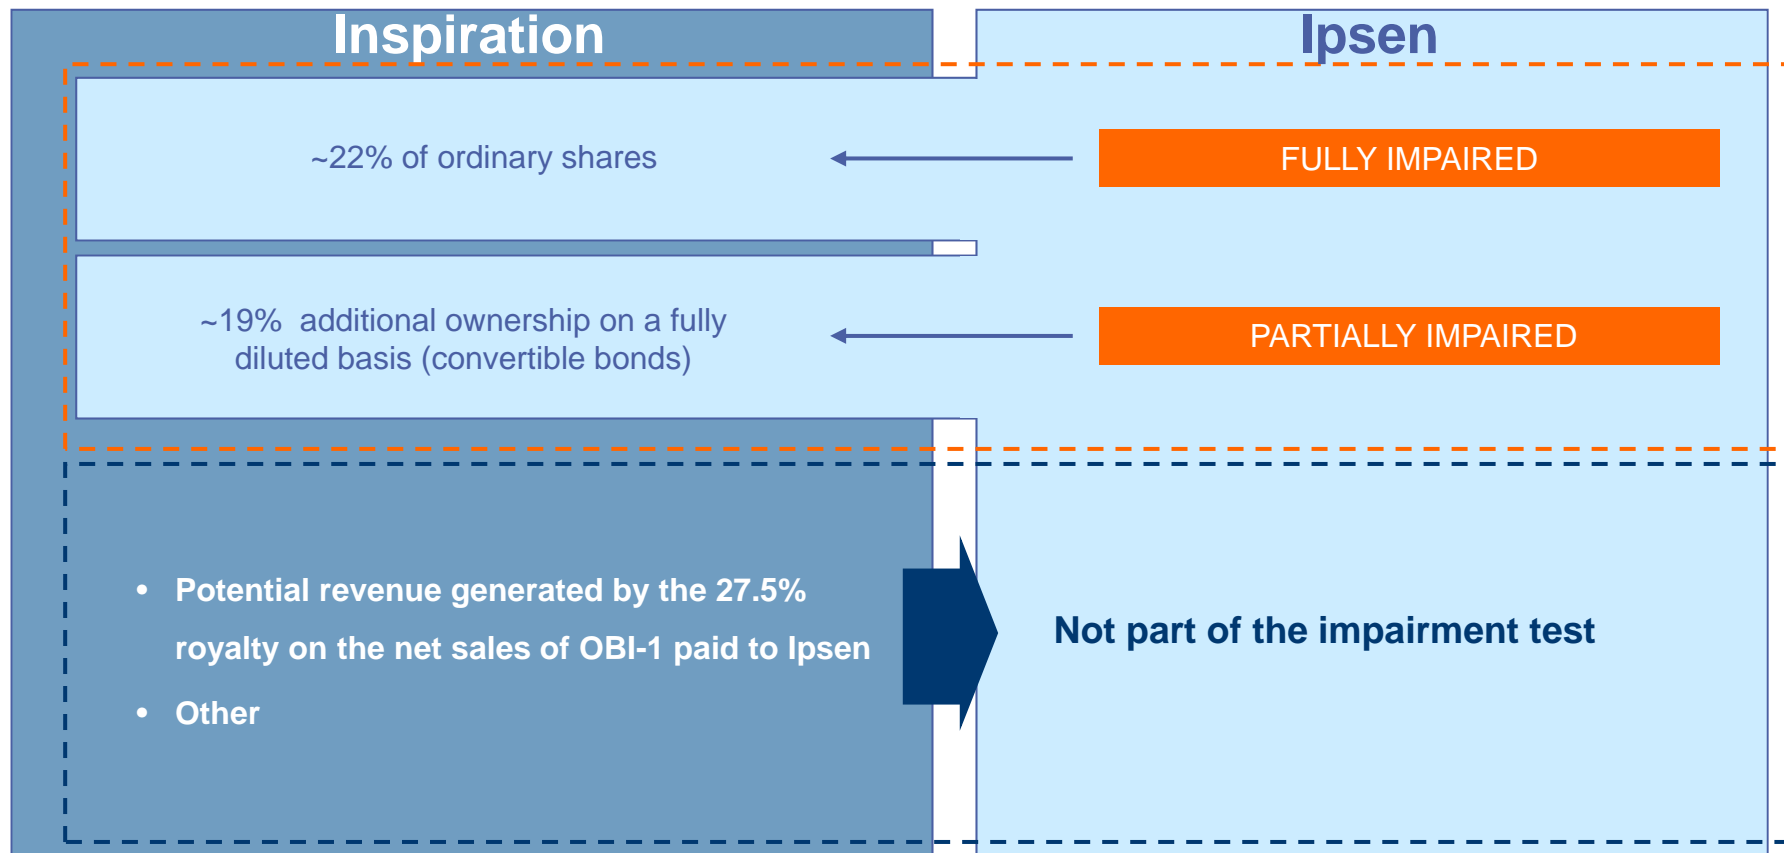 Inspiration
Ipsen
~22% of ordinary shares
FULLY IMPAIRED
~19%  additional ownership on a fully
diluted basis (convertible bonds)
PARTIALLY IMPAIRED
• Potential revenue generated by the 27.5%
royalty on the net sales of OBI-1 paid to Ipsen
• Other
Not part of the impairment test